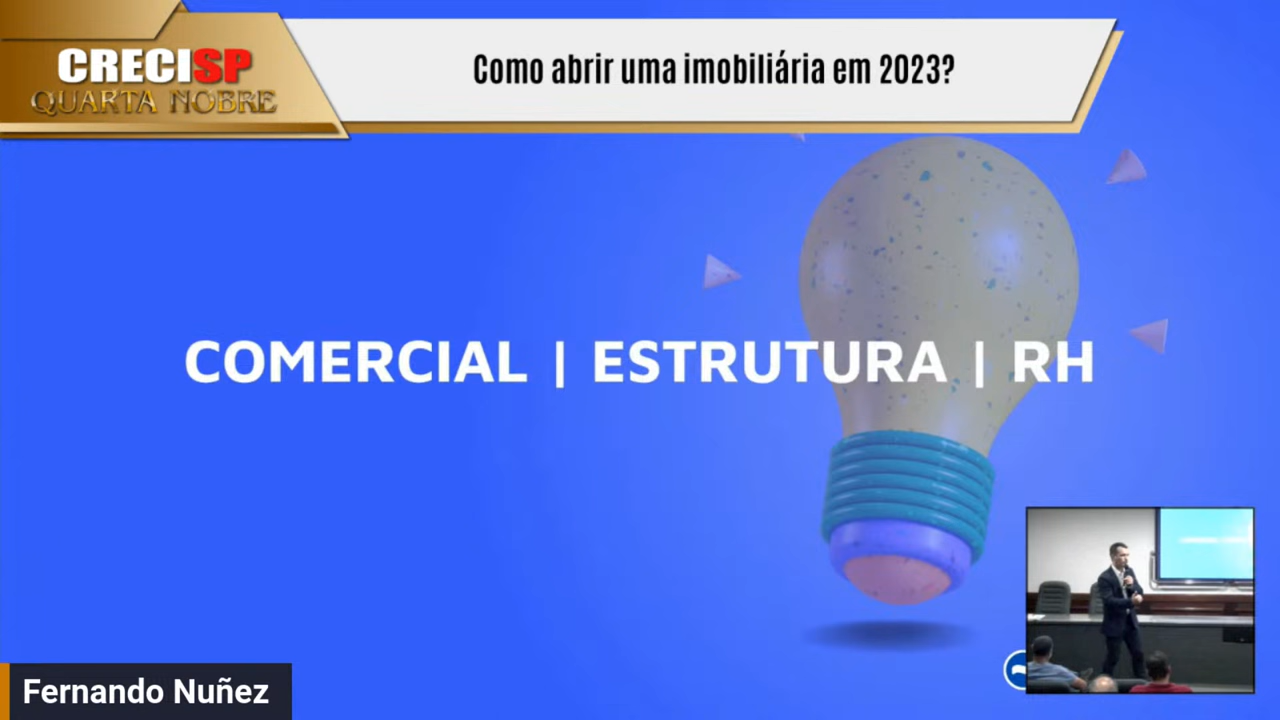 CRECISP
QUARTA NOBRE
Como abrir uma imobiliária em 2023?
COMERCIAL | ESTRUTURA | RH
Fernando Nuñez